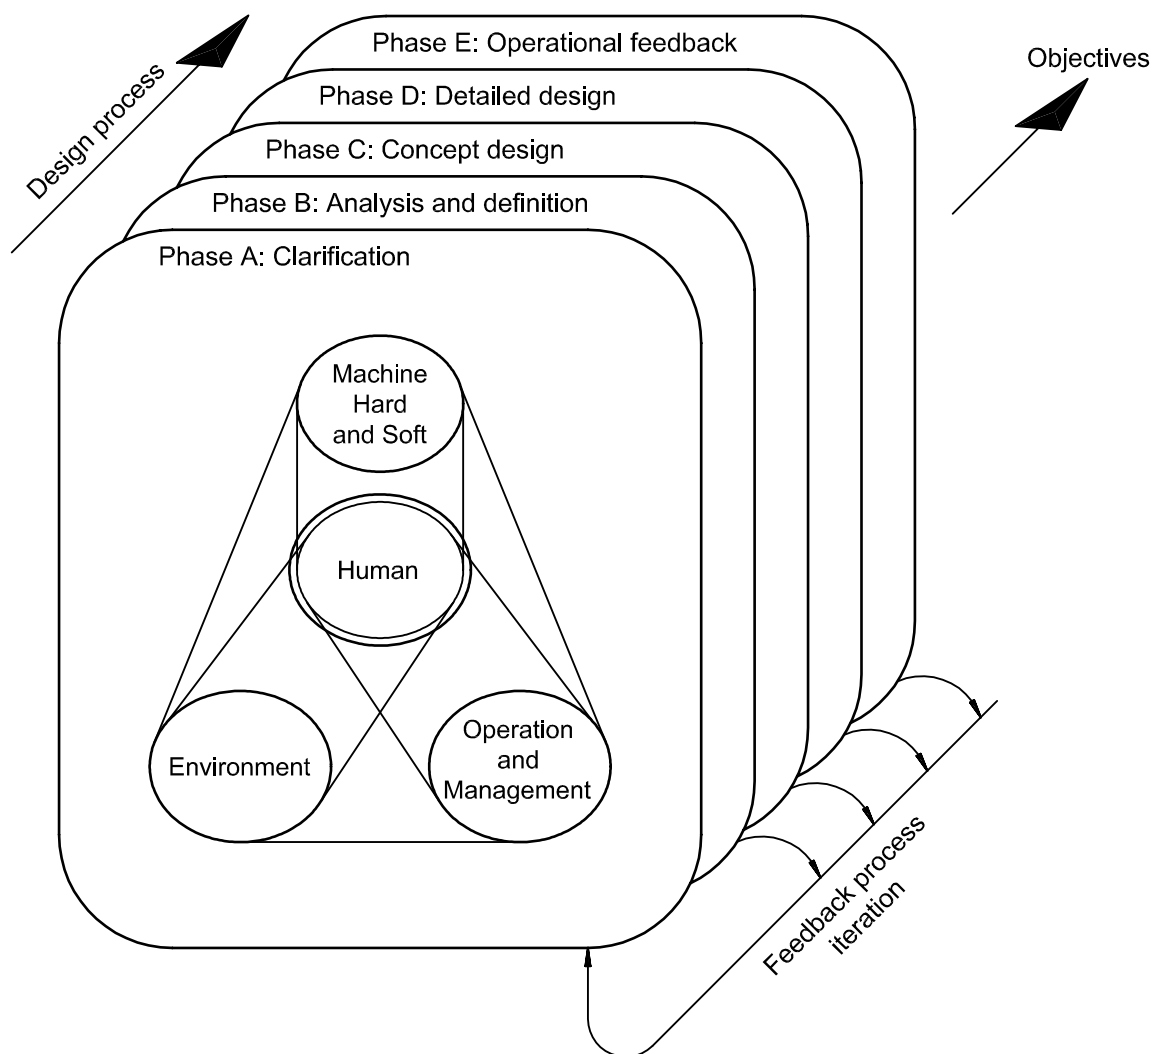 Design process
Objectives
Phase E: Operational feedback
Phase D: Detailed design
Phase C: Concept design
Phase B: Analysis and definition
Phase A: Clarification
Machine
Hard
and Soft
Human
Environment
Operation
and
Management
Feedback process
iteration